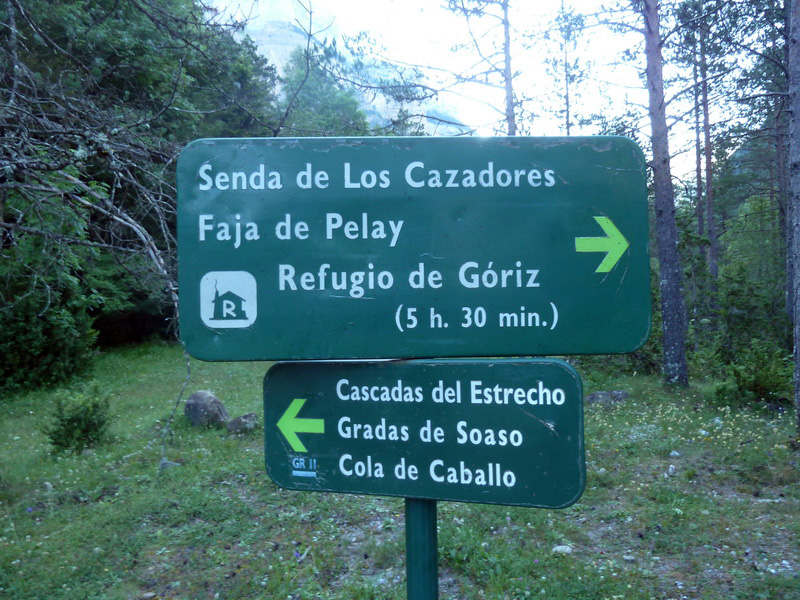 Senda de Los Cazadores
Faja de Pelay
Refugio de Góriz
R
(5 h. 30 min.)
Cascadas del Estrecho
Gradas de Soaso
GR 11
Cola de Caballo